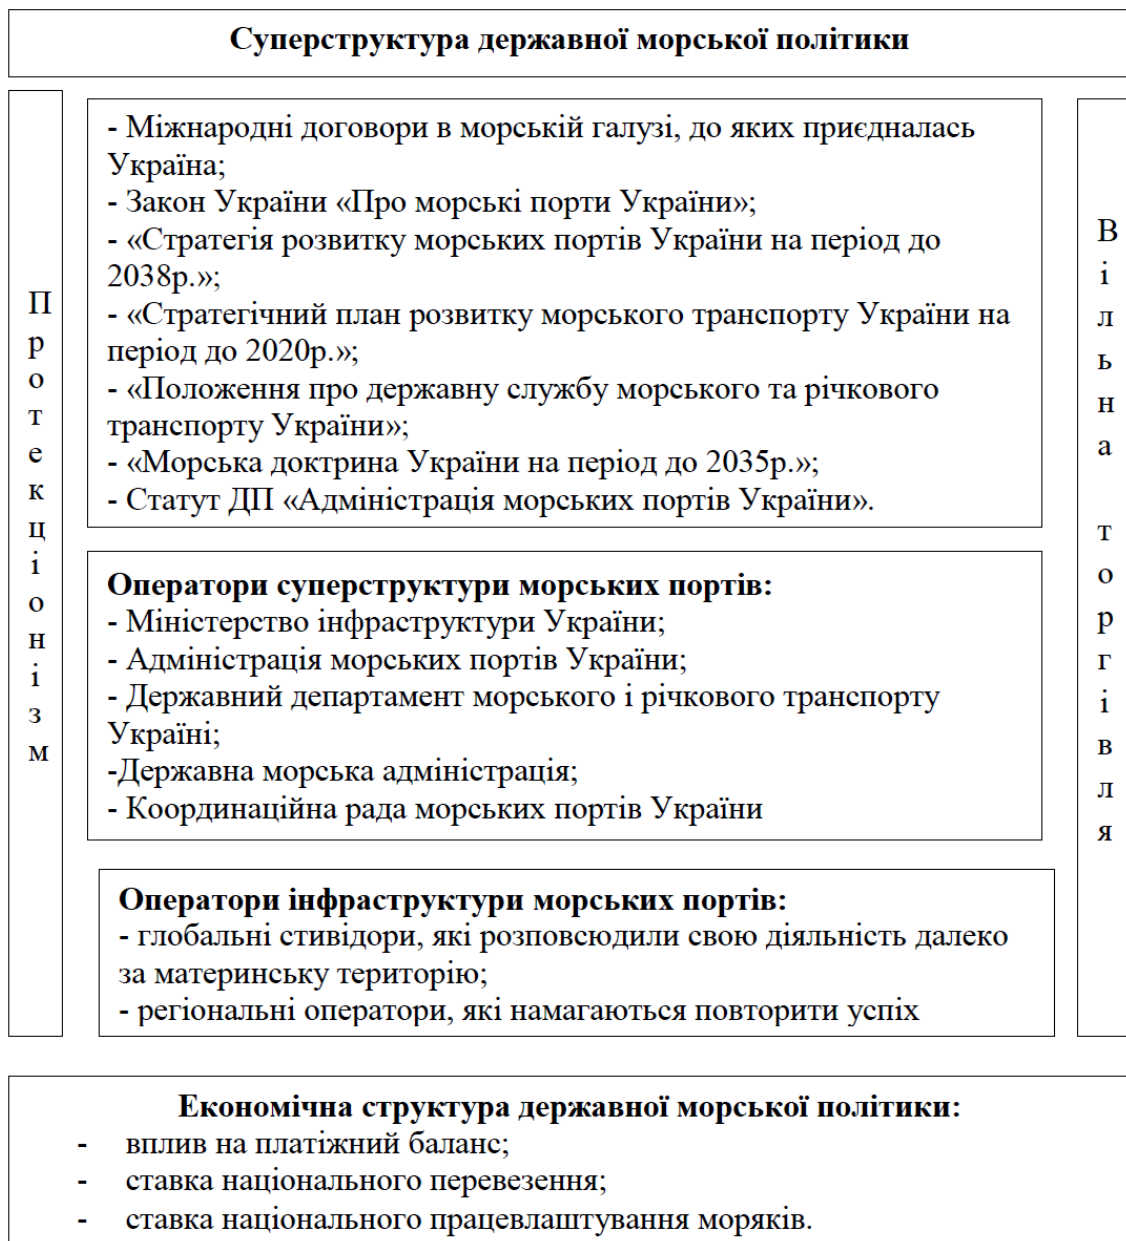 Суперструктура державної морської політики
Протекціонізм
- Міжнародні договори в морській галузі, до яких приєдналась
Україна;
- Закон України «Про морські порти України»;
- «Стратегія розвитку морських портів України на період до
2038р.»;
- «Стратегічний план розвитку морського транспорту України на
період до 2020р.»;
- «Положення про державну службу морського та річкового
транспорту України»;
- «Морська доктрина України на період до 2035р.»;
- Статут ДП «Адміністрація морських портів України».
Оператори суперструктури морських портів:
- Міністерство інфраструктури України;
- Адміністрація морських портів України;
- Державний департамент морського і річкового транспорту
Україні;
-Державна морська адміністрація;
- Координаційна рада морських портів України
Оператори інфраструктури морських портів:
- глобальні стивідори, які розповсюдили свою діяльність далеко
за материнську територію;
- регіональні оператори, які намагаються повторити успіх
Вільна торгівля
Економічна структура державної морської політики:
- вплив на платіжний баланс;
- ставка національного перевезення;
- ставка національного працевлаштування моряків.